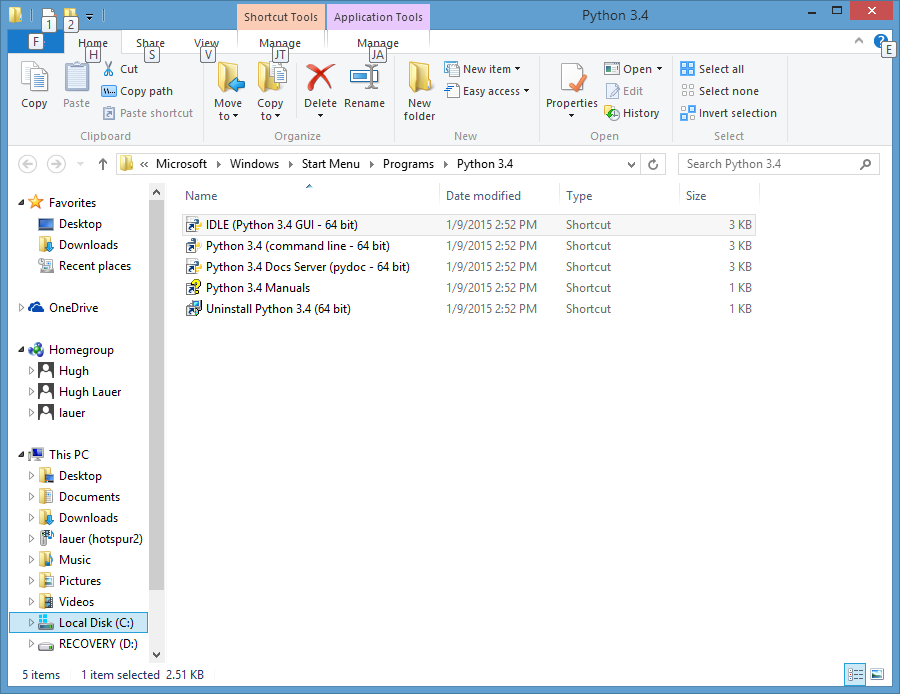 Shortcut Tools Application Tools Python 3.4
1 2
F Home Share View Manage Manage
H S V JT JA E
Copy Paste Cut Copy path Paste shortcut
Clipboard
Move to Copy to Delete Rename
Organize
New folder New item Easy access
New
Properties Open Edit History
Open
Select all Select none Invert selection
Select
« Microsoft Windows Start Menu Programs Python 3.4 Search Python 3.4
Name Date modified Type Size
IDLE (Python 3.4 GUI - 64 bit) 1/9/2015 2:52 PM Shortcut 3 KB
Python 3.4 (command line - 64 bit) 1/9/2015 2:52 PM Shortcut 3 KB
Python 3.4 Docs Server (pydoc - 64 bit) 1/9/2015 2:52 PM Shortcut 3 KB
Python 3.4 Manuals 1/9/2015 2:52 PM Shortcut 1 KB
Uninstall Python 3.4 (64 bit) 1/9/2015 2:52 PM Shortcut 1 KB
Favorites
Desktop
Downloads
Recent places
OneDrive
Homegroup
Hugh
Hugh Lauer
lauer
This PC
Desktop
Documents
Downloads
lauer (hotspur2)
Music
Pictures
Videos
Local Disk (C:)
RECOVERY (D:)
5 items 1 item selected 2.51 KB